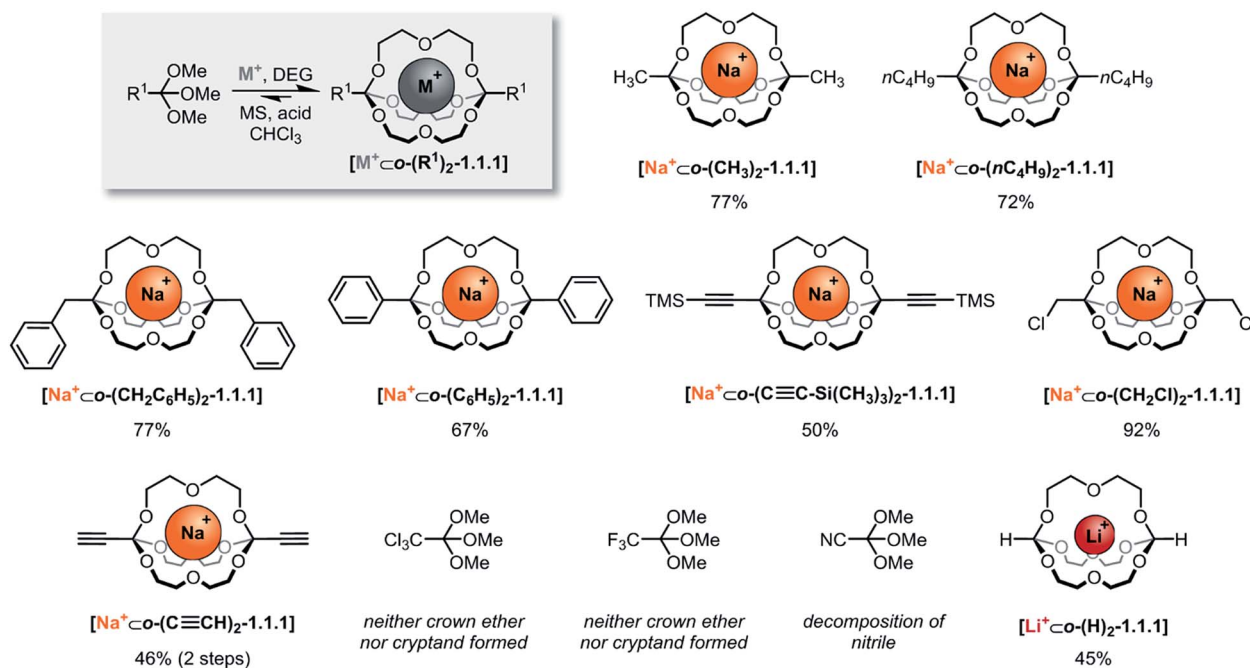 R¹ OMe OMe OMe M⁺, DEG MS, acid CHCl₃ O O O O O O O O O M⁺ R¹ R¹
[M⁺⊂o-(R¹)₂-1.1.1]
O O O O O O O O O Na⁺ H₃C CH₃
[Na⁺⊂o-(CH₃)₂-1.1.1]
77%
O O O O O O O O O Na⁺ nC₄H₉ nC₄H₉
[Na⁺⊂o-(nC₄H₉)₂-1.1.1]
72%
O O O O O O O O O Na⁺
[Na⁺⊂o-(CH₂C₆H₅)₂-1.1.1]
77%
O O O O O O O O O Na⁺
[Na⁺⊂o-(C₆H₅)₂-1.1.1]
67%
TMS O O O O O O O O O Na⁺ TMS
[Na⁺⊂o-(C≡C-Si(CH₃)₃)₂-1.1.1]
50%
Cl O O O O O O O O O Na⁺
[Na⁺⊂o-(CH₂Cl)₂-1.1.1]
92%
O O O O O O O O O Na⁺
[Na⁺⊂o-(C≡CH)₂-1.1.1]
46% (2 steps)
Cl₃C OMe OMe OMe
neither crown ether
nor cryptand formed
F₃C OMe OMe OMe
neither crown ether
nor cryptand formed
NC OMe OMe OMe
decomposition of
nitrile
H O O O O O O O O O Li⁺ H
[Li⁺⊂o-(H)₂-1.1.1]
45%